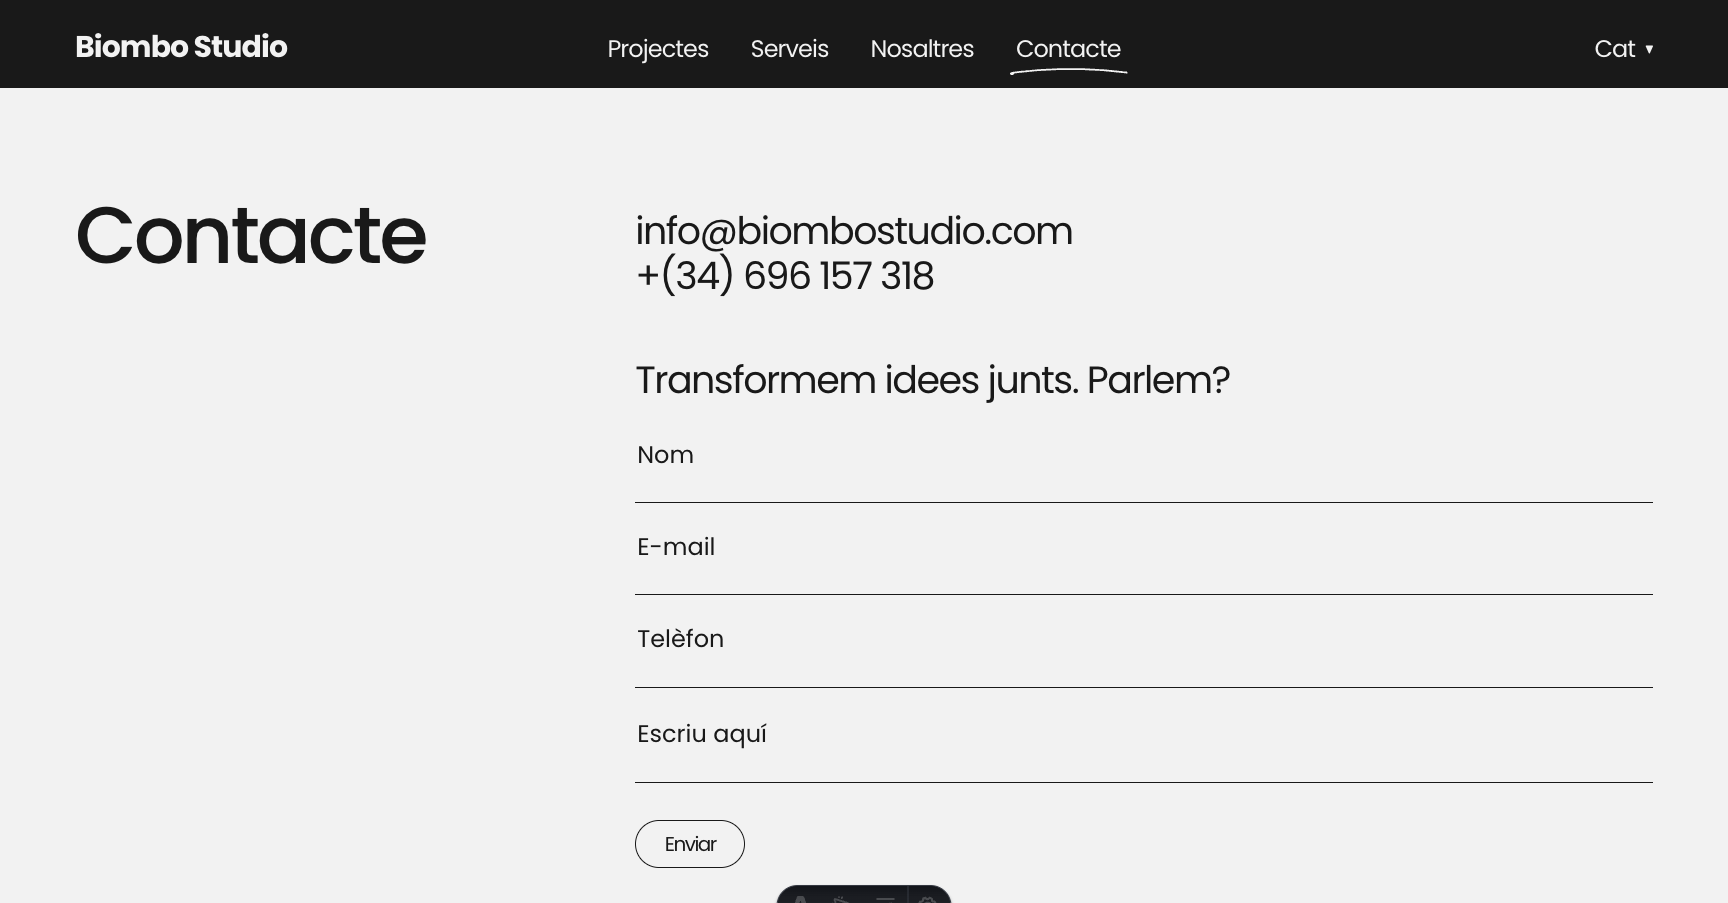 Biombo Studio
Projectes
Serveis
Nosaltres
Contacte
Cat ▾
Contacte
info@biombostudio.com
+(34) 696 157 318
Transformem idees junts. Parlem?
Nom
E-mail
Telèfon
Escriu aquí
Enviar